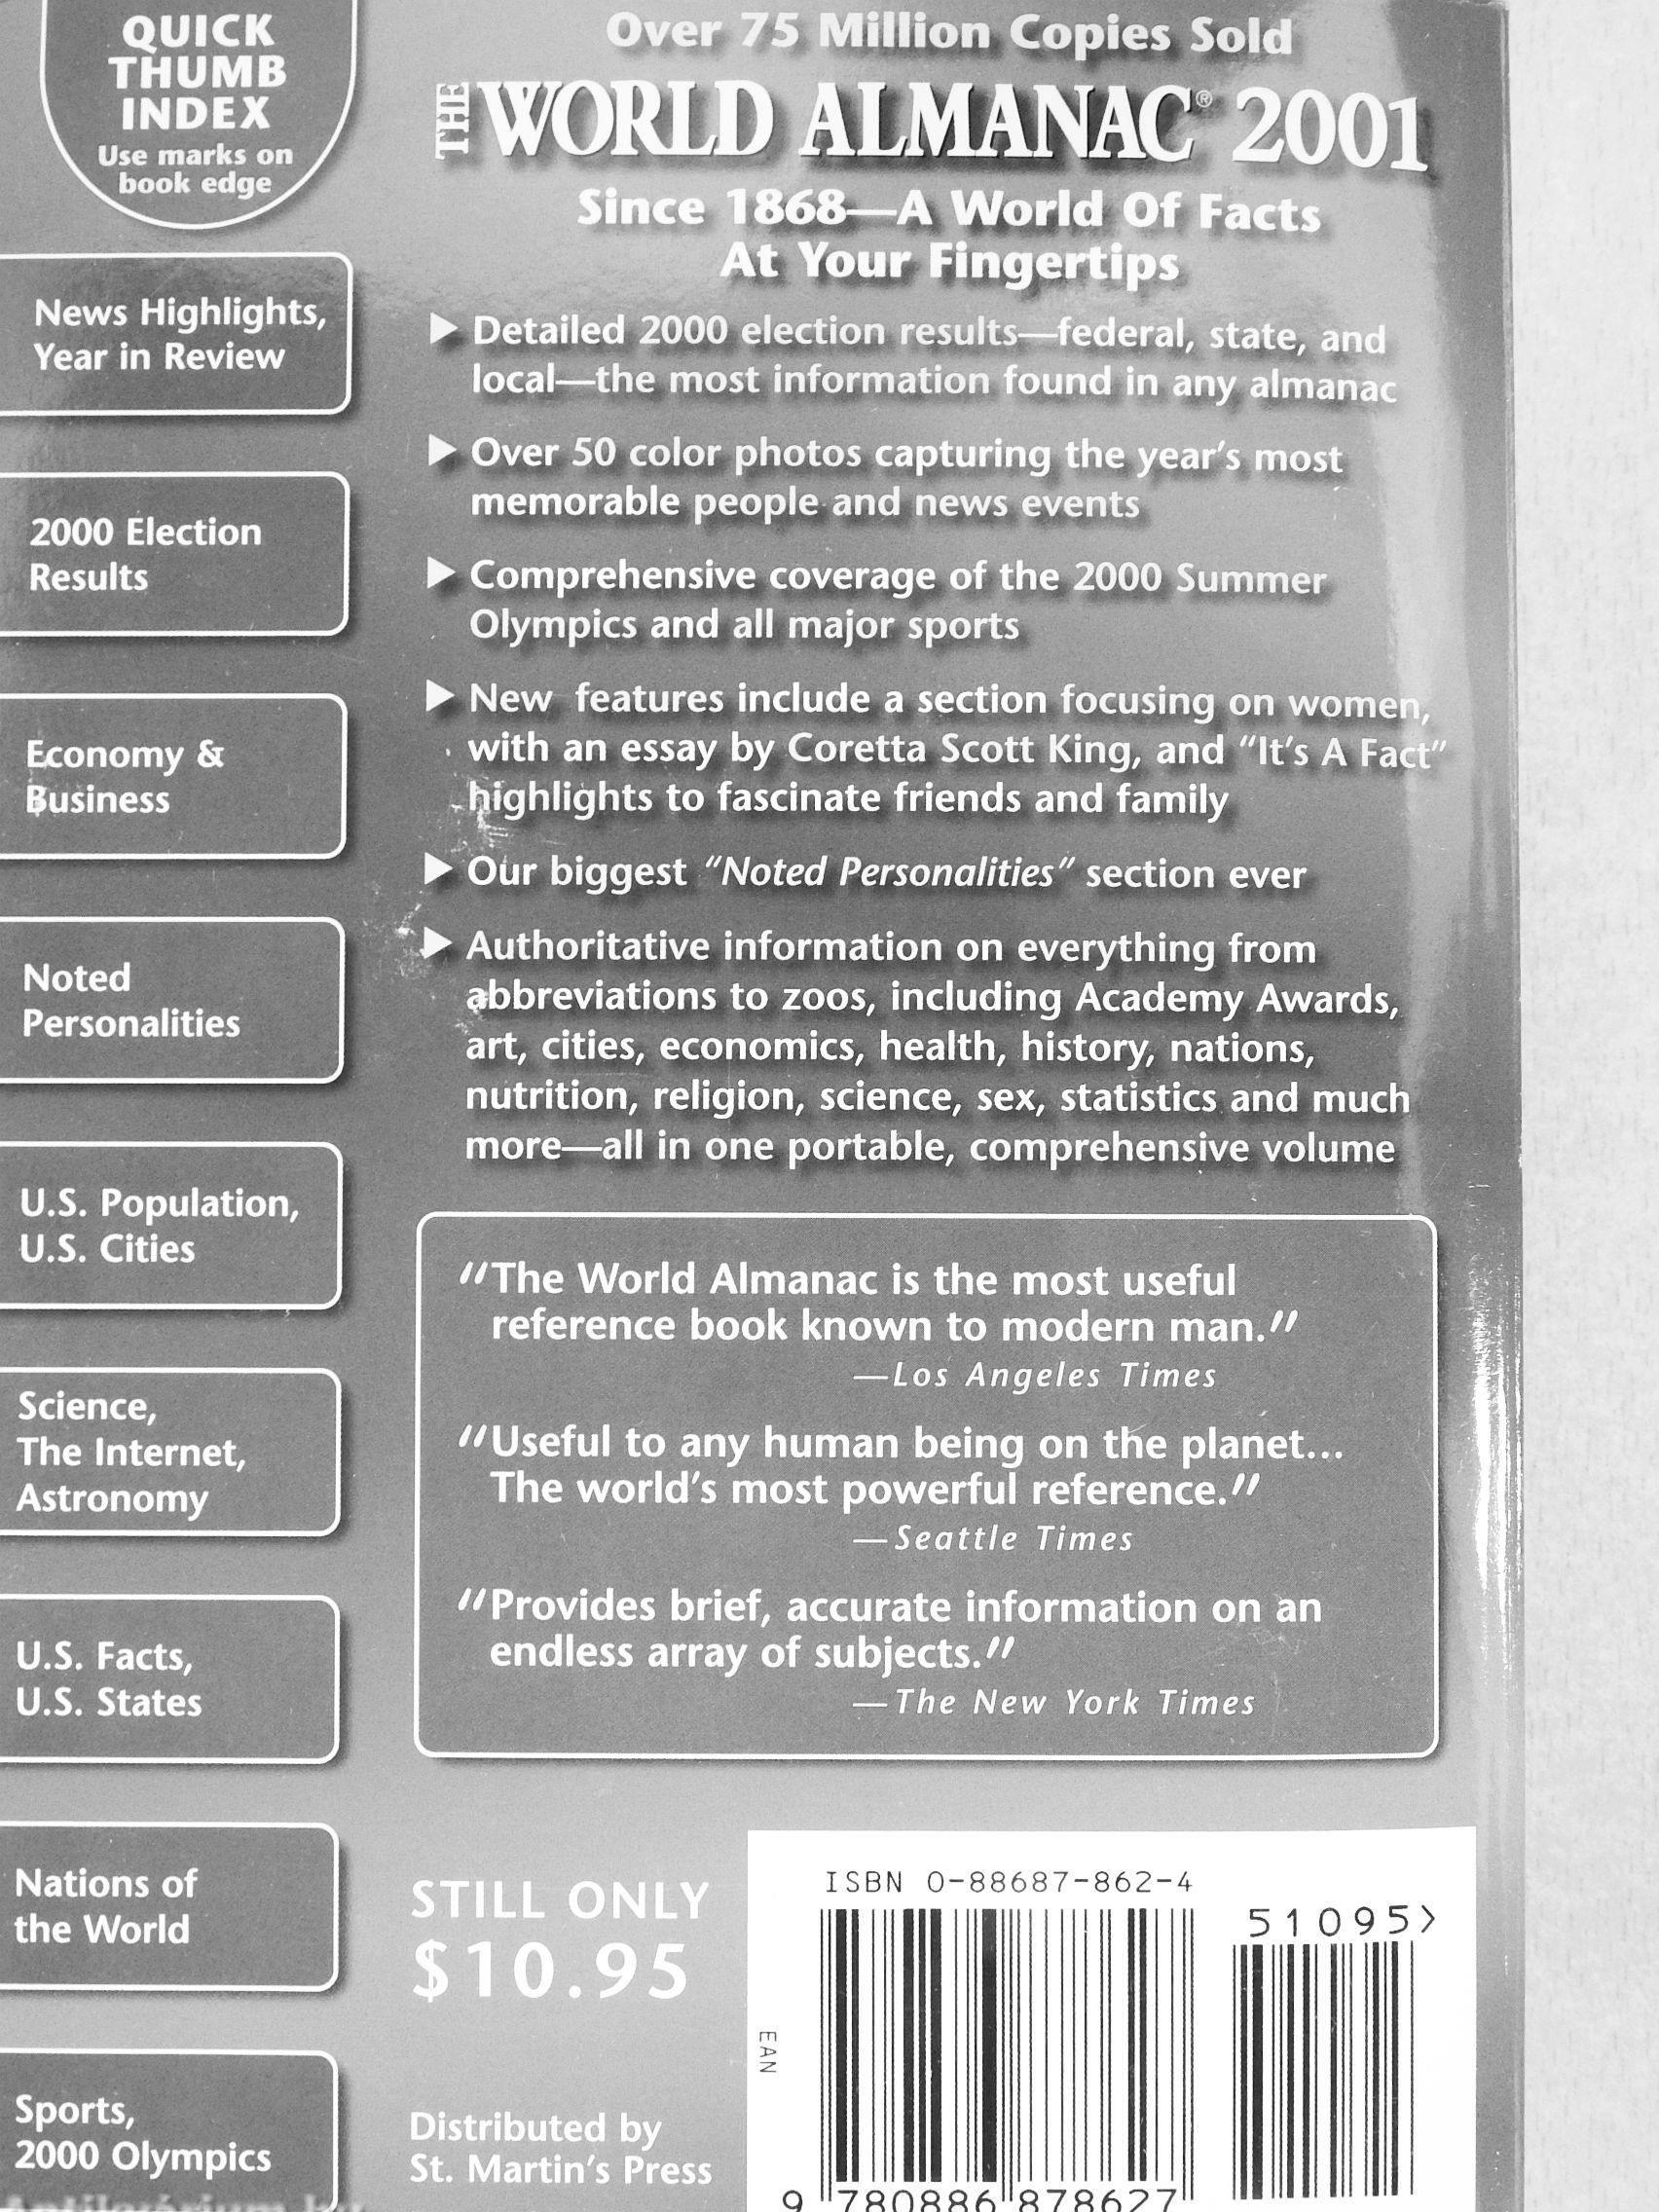 QUICK
THUMB
INDEX
Use marks on
book edge
News Highlights,
Year in Review
2000 Election
Results
Economy &
Business
Noted
Personalities
U.S. Population,
U.S. Cities
Science,
The Internet,
Astronomy
U.S. Facts,
U.S. States
Nations of
the World
Sports,
2000 Olympics
Over 75 Million Copies Sold
THE WORLD ALMANAC® 2001
Since 1868—A World Of Facts
At Your Fingertips
▶ Detailed 2000 election results—federal, state, and
local—the most information found in any almanac
▶ Over 50 color photos capturing the year's most
memorable people and news events
▶ Comprehensive coverage of the 2000 Summer
Olympics and all major sports
▶ New features include a section focusing on women,
with an essay by Coretta Scott King, and "It's A Fact"
highlights to fascinate friends and family
▶ Our biggest "Noted Personalities" section ever
▶ Authoritative information on everything from
abbreviations to zoos, including Academy Awards,
art, cities, economics, health, history, nations,
nutrition, religion, science, sex, statistics and much
more—all in one portable, comprehensive volume
"The World Almanac is the most useful
reference book known to modern man."
—Los Angeles Times
"Useful to any human being on the planet...
The world's most powerful reference."
—Seattle Times
"Provides brief, accurate information on an
endless array of subjects."
—The New York Times
STILL ONLY
$10.95
Distributed by
St. Martin's Press
ISBN 0-88687-862-4
51095>
EAN
9 780886 878627